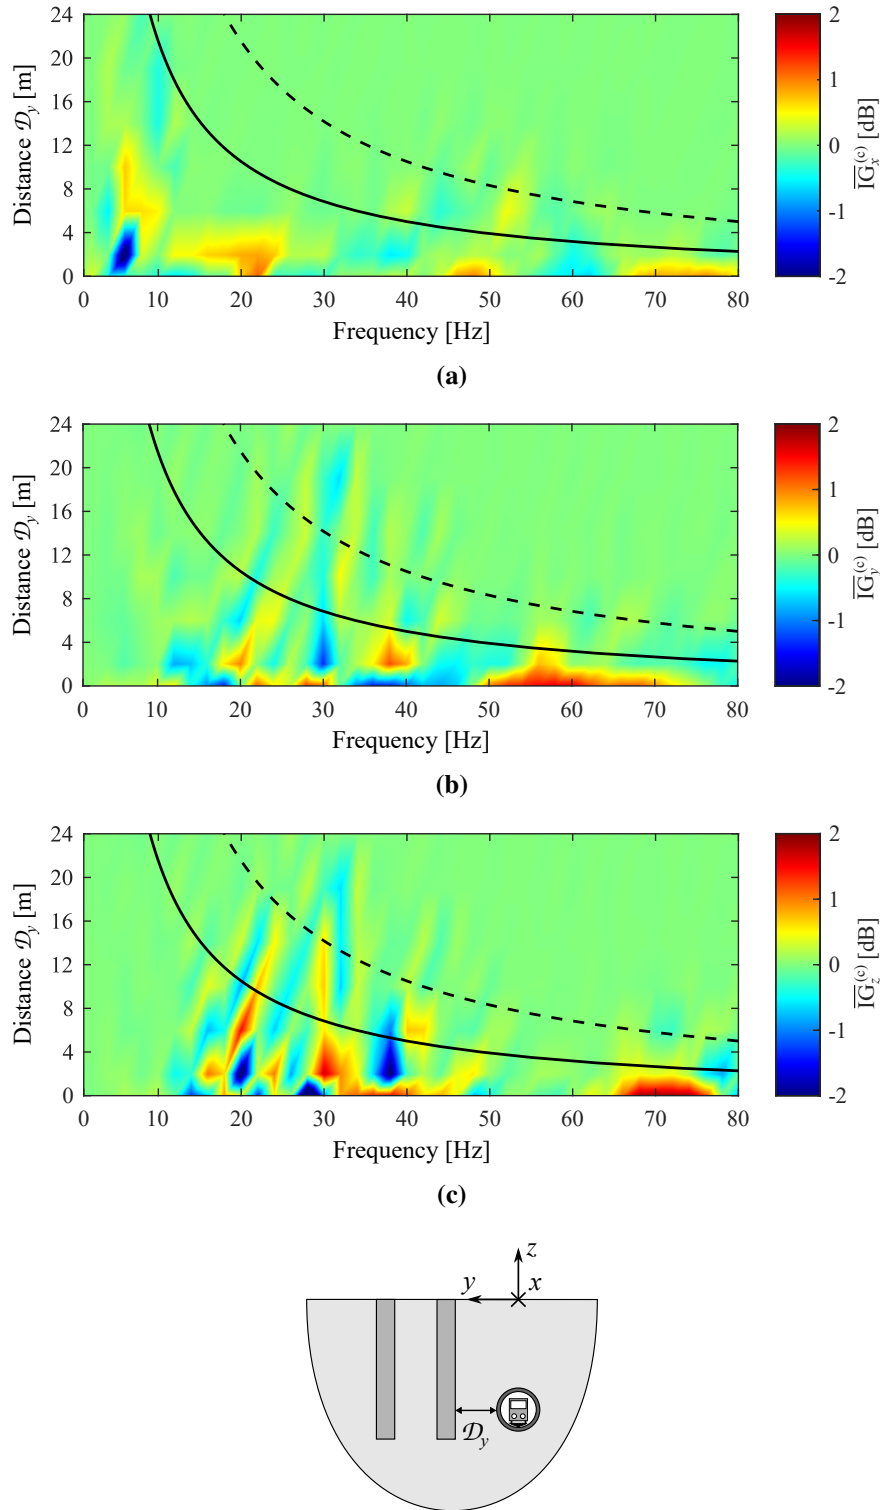 24
20
16
12
8
4
0
Distance 𝒟y [m]
0 10 20 30 40 50 60 70 80
Frequency [Hz]
2
1
0
-1
-2
IG̅x(c) [dB]
(a)
24
20
16
12
8
4
0
Distance 𝒟y [m]
0 10 20 30 40 50 60 70 80
Frequency [Hz]
2
1
0
-1
-2
IG̅y(c) [dB]
(b)
24
20
16
12
8
4
0
Distance 𝒟y [m]
0 10 20 30 40 50 60 70 80
Frequency [Hz]
2
1
0
-1
-2
IG̅z(c) [dB]
(c)
z
y x
𝒟y